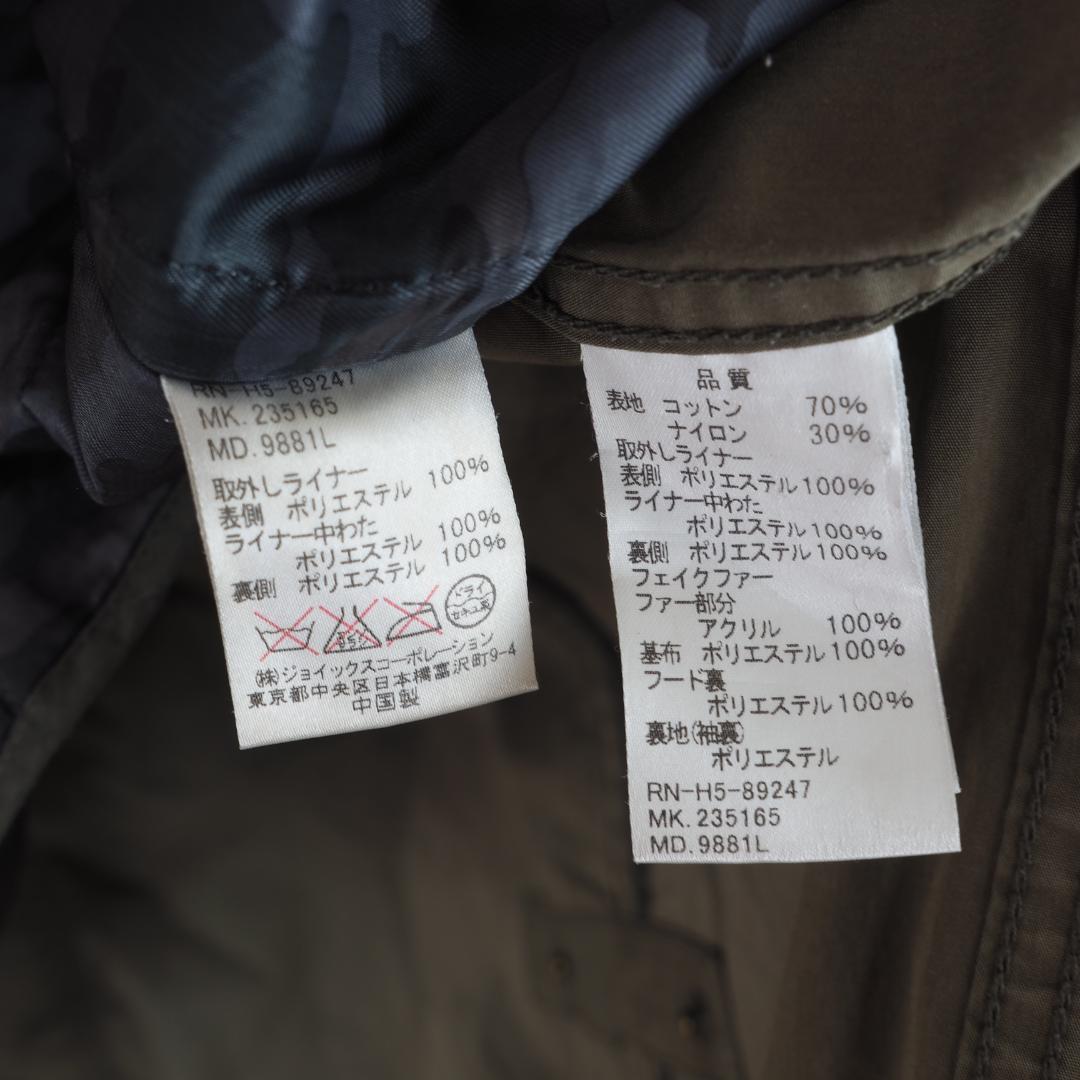 RN-H5-89247
MK.235165
MD.9881L
取外しライナー
表側 ポリエステル 100%
ライナー中わた
ポリエステル 100%
裏側 ポリエステル 100%
エンソサラシ
ドライ
セキユ系
(株)ジョイックスコーポレーション
東京都中央区日本橋富沢町9-4
中国製
品質
表地 コットン 70%
ナイロン 30%
取外しライナー
表側 ポリエステル100%
ライナー中わた
ポリエステル100%
裏側 ポリエステル100%
フェイクファー
ファー部分
アクリル 100%
基布 ポリエステル100%
フード裏
ポリエステル100%
裏地(袖裏)
ポリエステル
RN-H5-89247
MK.235165
MD.9881L